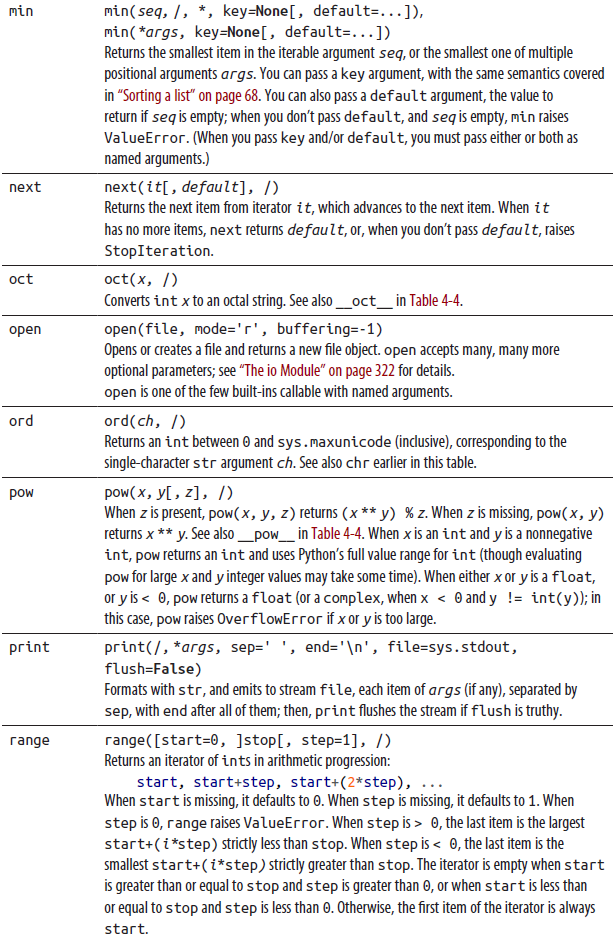 min min(seq, /, *, key=None[, default=...]),
min(*args, key=None[, default=...])
Returns the smallest item in the iterable argument seq, or the smallest one of multiple
positional arguments args. You can pass a key argument, with the same semantics covered
in “Sorting a list” on page 68. You can also pass a default argument, the value to
return if seq is empty; when you don’t pass default, and seq is empty, min raises
ValueError. (When you pass key and/or default, you must pass either or both as
named arguments.)
next next(it[, default], /)
Returns the next item from iterator it, which advances to the next item. When it
has no more items, next returns default, or, when you don’t pass default, raises
StopIteration.
oct oct(x, /)
Converts int x to an octal string. See also __oct__ in Table 4-4.
open open(file, mode='r', buffering=-1)
Opens or creates a file and returns a new file object. open accepts many, many more
optional parameters; see “The io Module” on page 322 for details.
open is one of the few built-ins callable with named arguments.
ord ord(ch, /)
Returns an int between 0 and sys.maxunicode (inclusive), corresponding to the
single-character str argument ch. See also chr earlier in this table.
pow pow(x, y[, z], /)
When z is present, pow(x, y, z) returns (x ** y) % z. When z is missing, pow(x, y)
returns x ** y. See also __pow__ in Table 4-4. When x is an int and y is a nonnegative
int, pow returns an int and uses Python’s full value range for int (though evaluating
pow for large x and y integer values may take some time). When either x or y is a float,
or y is < 0, pow returns a float (or a complex, when x < 0 and y != int(y)); in
this case, pow raises OverflowError if x or y is too large.
print print(/, *args, sep=' ', end='\n', file=sys.stdout,
flush=False)
Formats with str, and emits to stream file, each item of args (if any), separated by
sep, with end after all of them; then, print flushes the stream if flush is truthy.
range range([start=0, ]stop[, step=1], /)
Returns an iterator of ints in arithmetic progression:
start, start+step, start+(2*step), ...
When start is missing, it defaults to 0. When step is missing, it defaults to 1. When
step is 0, range raises ValueError. When step is > 0, the last item is the largest
start+(i*step) strictly less than stop. When step is < 0, the last item is the
smallest start+(i*step) strictly greater than stop. The iterator is empty when start
is greater than or equal to stop and step is greater than 0, or when start is less than
or equal to stop and step is less than 0. Otherwise, the first item of the iterator is always
start.